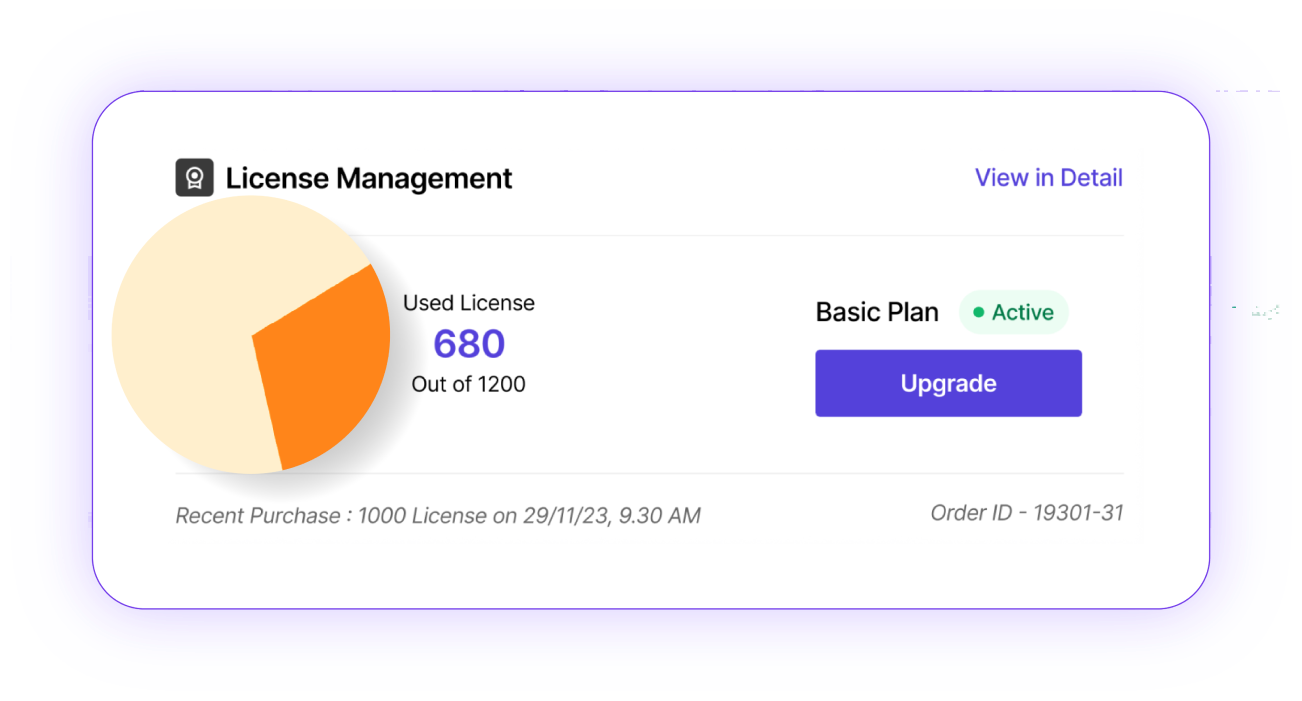 License Management
View in Detail
Used License
680
Out of 1200
Basic Plan
Active
Upgrade
Recent Purchase : 1000 License on 29/11/23, 9.30 AM
Order ID - 19301-31